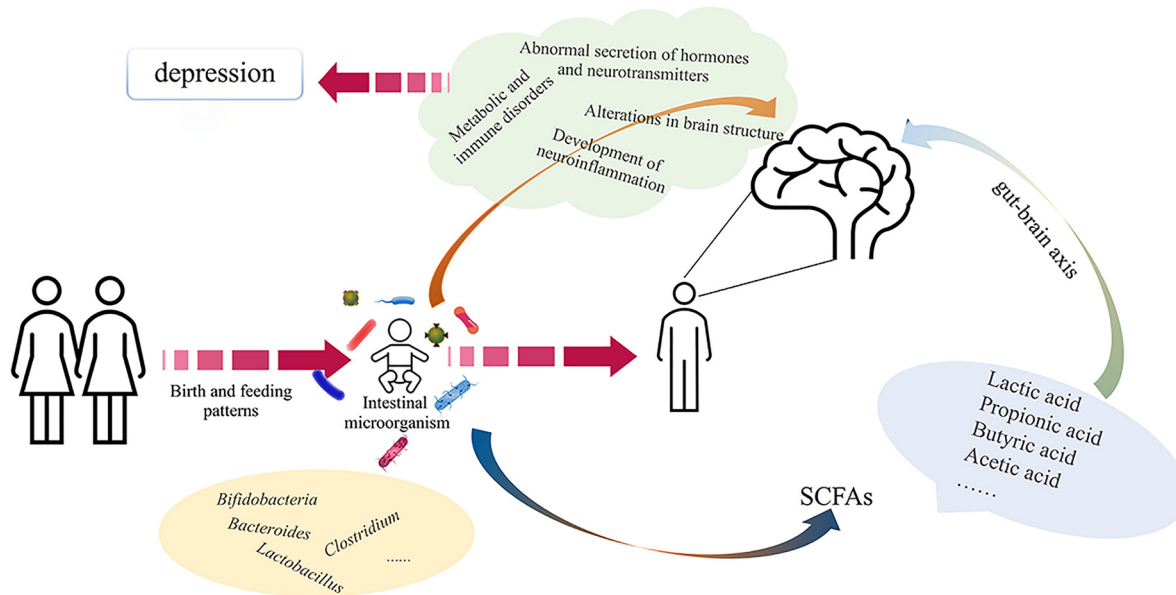 depression
Abnormal secretion of hormones
and neurotransmitters
Metabolic and
immune disorders
Alterations in brain structure
Development of
neuroinflammation
gut-brain axis
Birth and feeding
patterns
Intestinal
microorganism
Lactic acid
Propionic acid
Butyric acid
Acetic acid
......
SCFAs
Bifidobacteria
Bacteroides
Clostridium
Lactobacillus
......